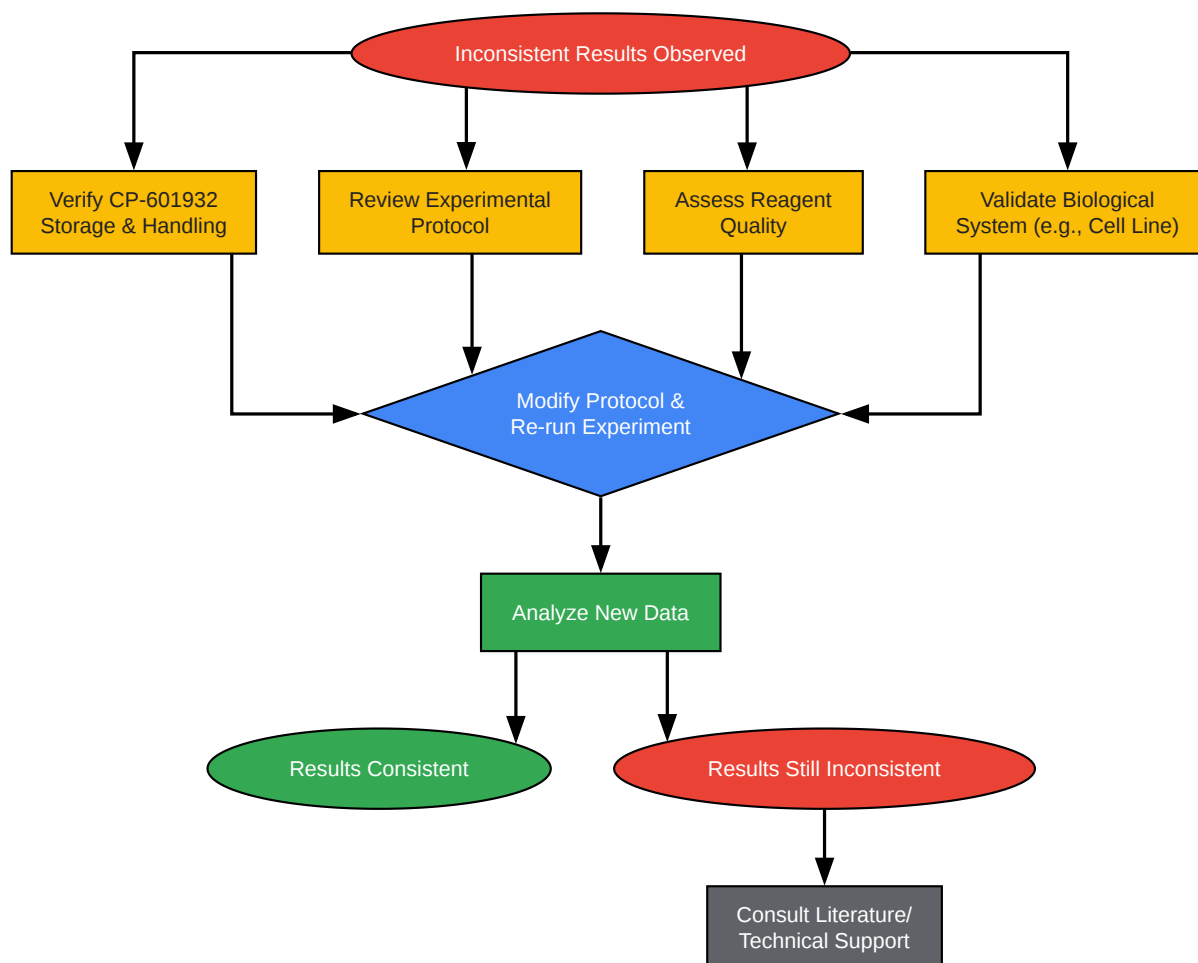 Inconsistent Results Observed
Verify CP-601932
Storage & Handling
Review Experimental
Protocol
Assess Reagent
Quality
Validate Biological
System (e.g., Cell Line)
Modify Protocol &
Re-run Experiment
Analyze New Data
Results Consistent
Results Still Inconsistent
Consult Literature/
Technical Support